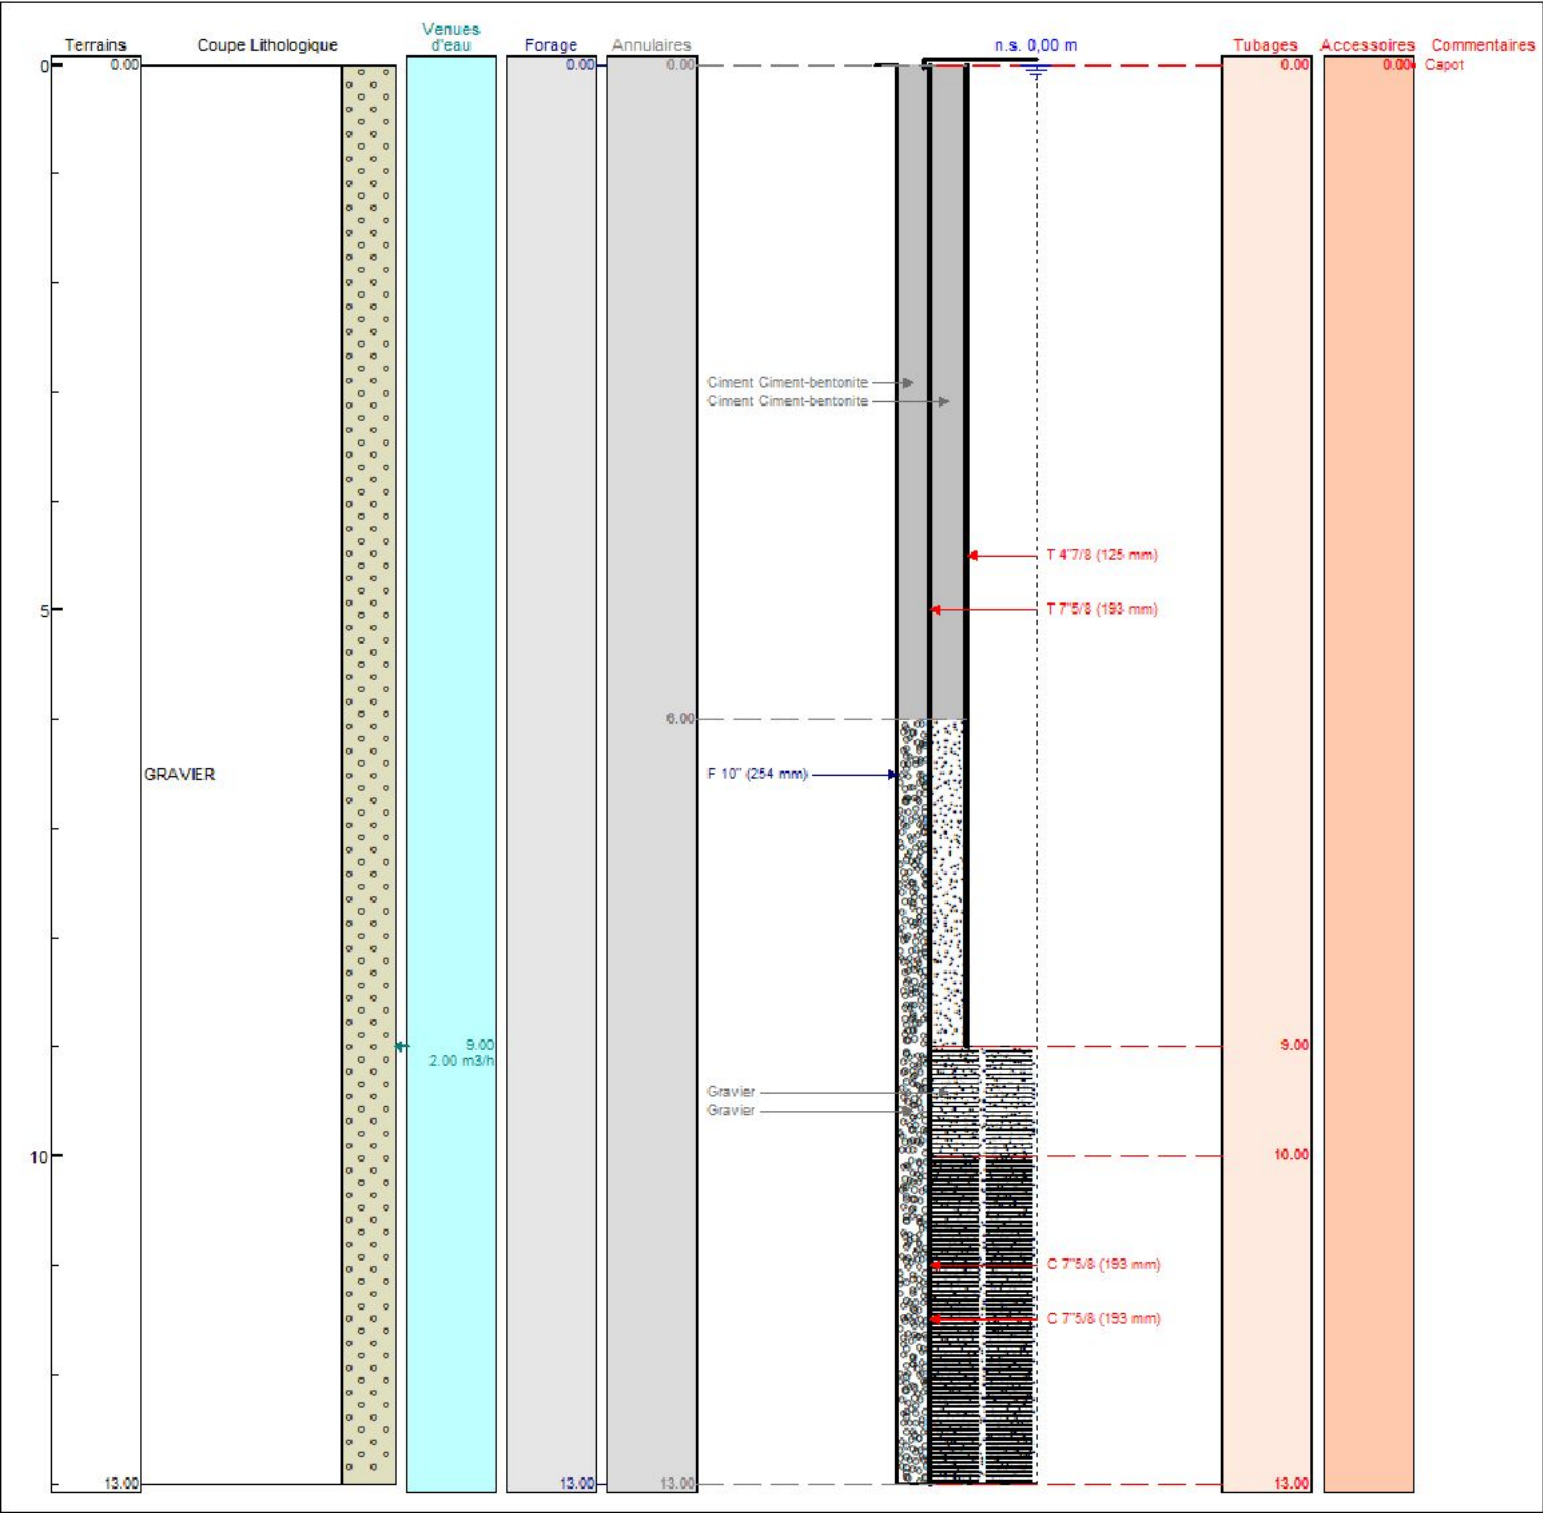 Terrains Coupe Lithologique Venues d'eau Forage Annulaires n.s. 0,00 m Tubages Accessoires Commentaires
0 0.00 0.00 0.00 0.00 0.00 Capot
Ciment Ciment-bentonite
Ciment Ciment-bentonite
T 4"7/8 (125 mm)
5 T 7"5/8 (193 mm)
6.00
GRAVIER F 10" (254 mm)
9.00 9.00
2.00 m3/h
Gravier
Gravier
10 10.00
C 7"5/8 (193 mm)
C 7"5/8 (193 mm)
13.00 13.00 13.00 13.00